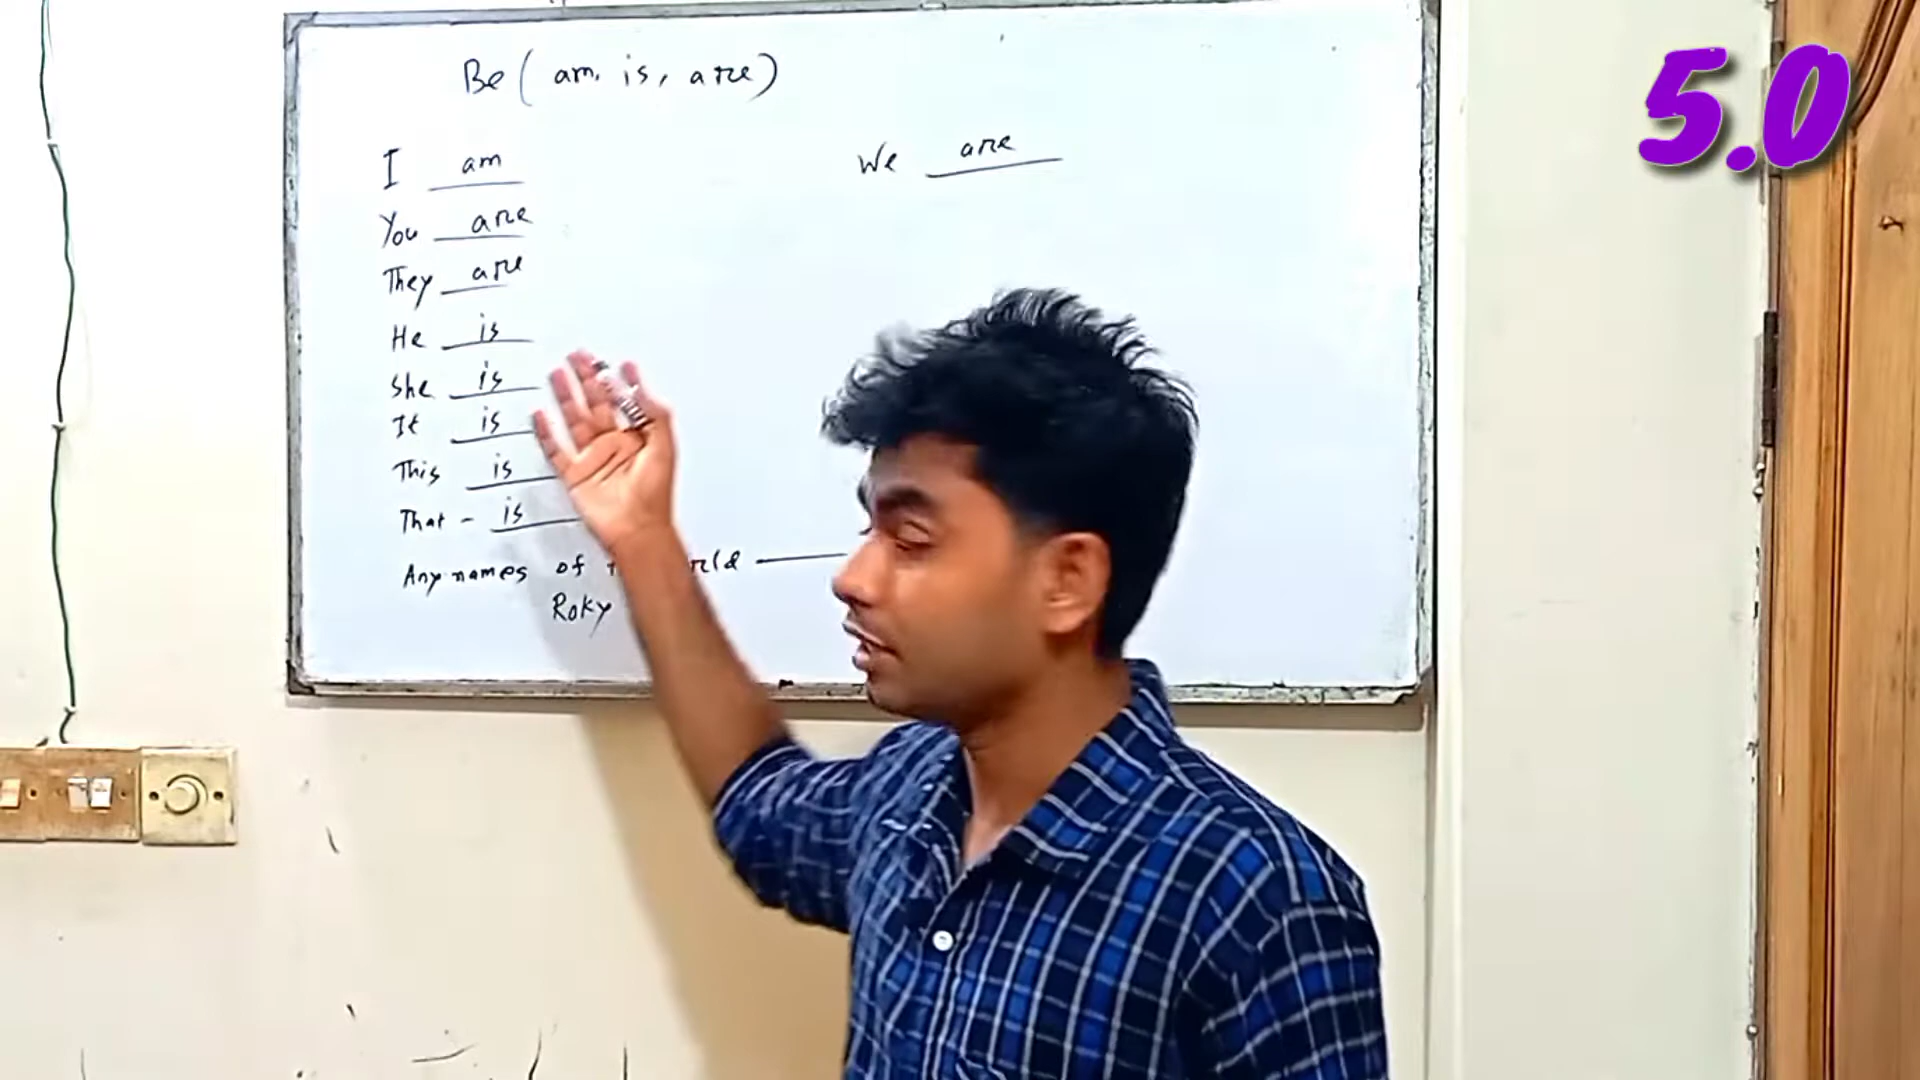 Be ( am, is, are)
I am
You are
They are
He is
She is
It is
This is
That - is
Any names of
Roky
We are
5.0